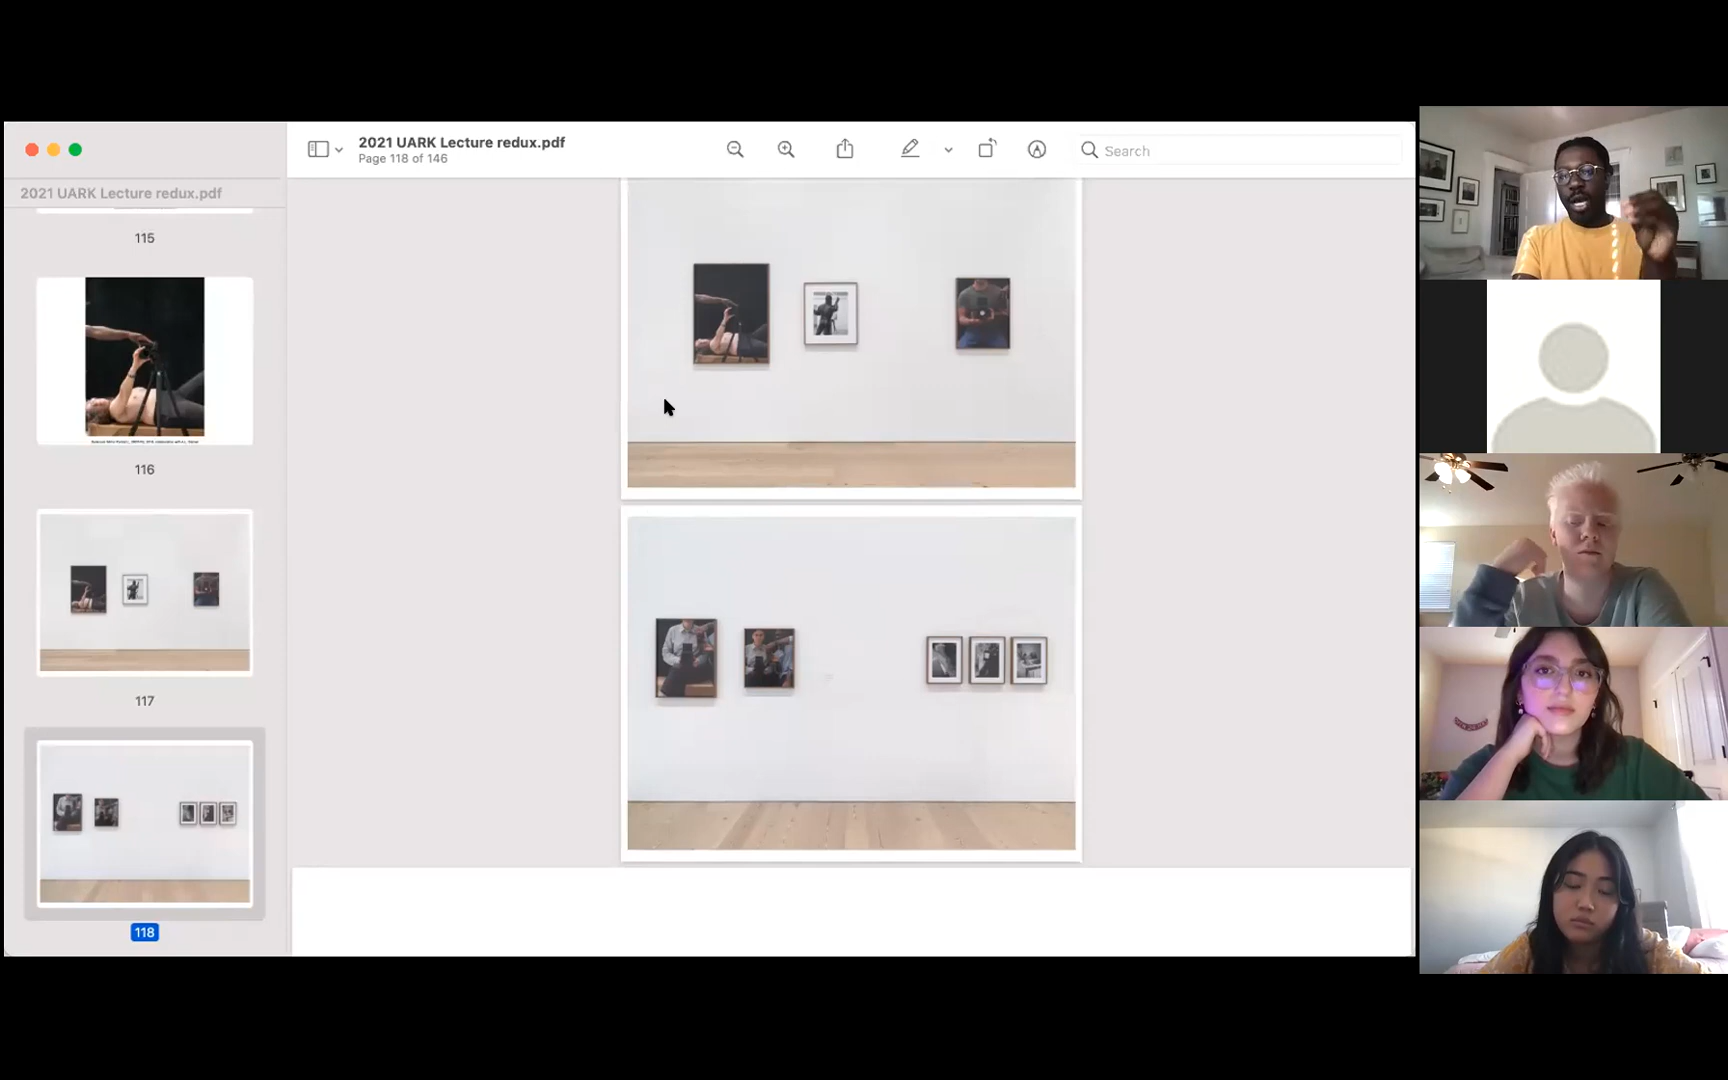 2021 UARK Lecture redux.pdf
Page 118 of 146
Search
2021 UARK Lecture redux.pdf
115
116
117
118